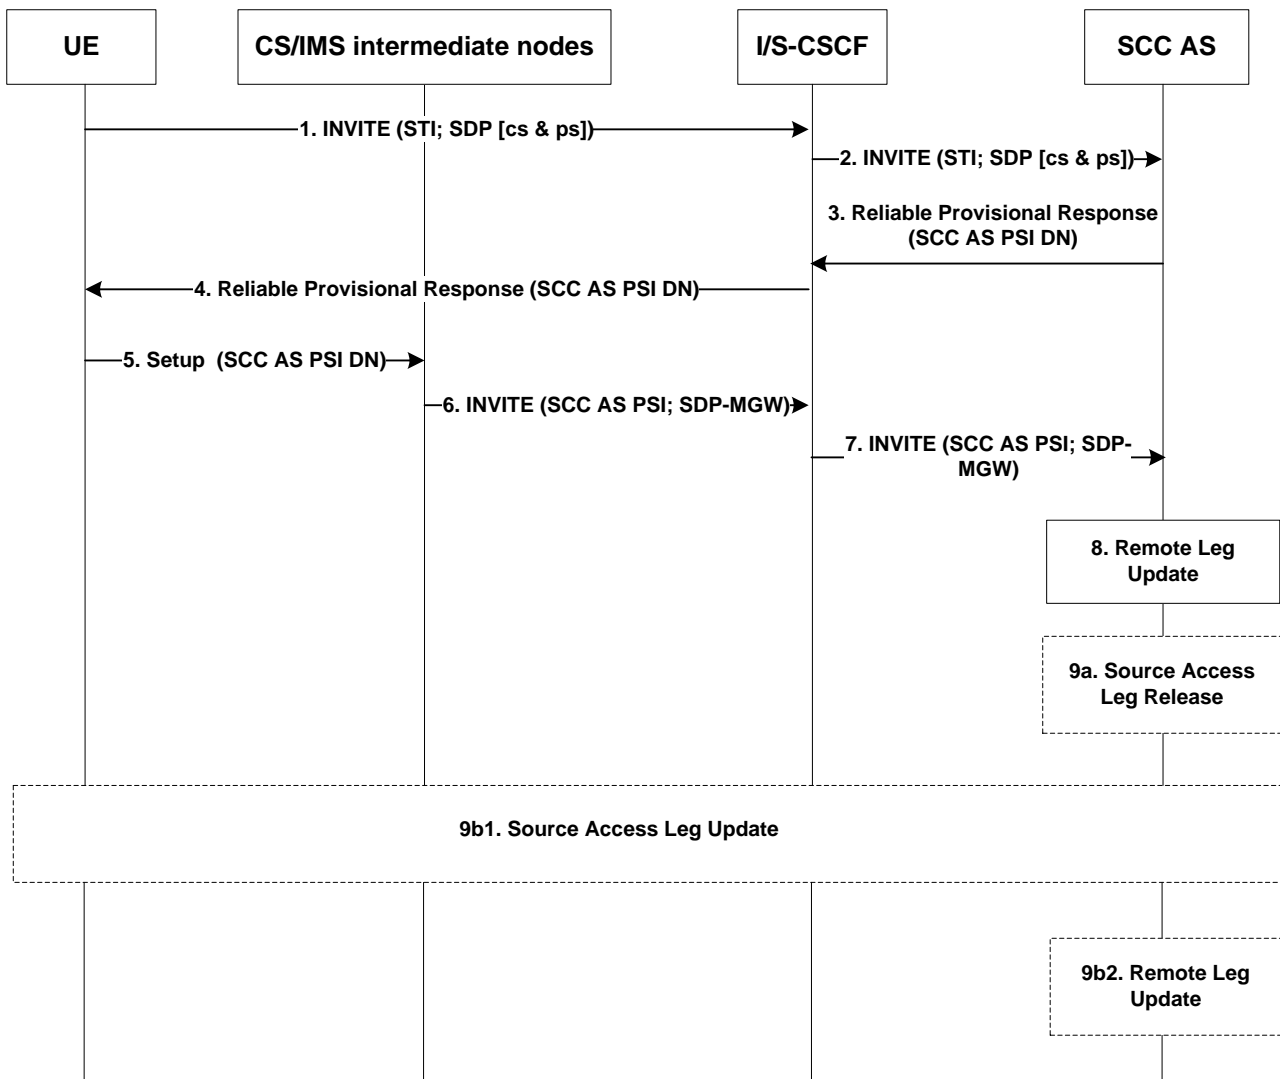 UE
CS/IMS intermediate nodes
I/S-CSCF
SCC AS
1. INVITE (STI; SDP [cs & ps])
2. INVITE (STI; SDP [cs & ps])
3. Reliable Provisional Response
(SCC AS PSI DN)
4. Reliable Provisional Response (SCC AS PSI DN)
5. Setup (SCC AS PSI DN)
6. INVITE (SCC AS PSI; SDP-MGW)
7. INVITE (SCC AS PSI; SDP-
MGW)
8. Remote Leg
Update
9a. Source Access
Leg Release
9b1. Source Access Leg Update
9b2. Remote Leg
Update